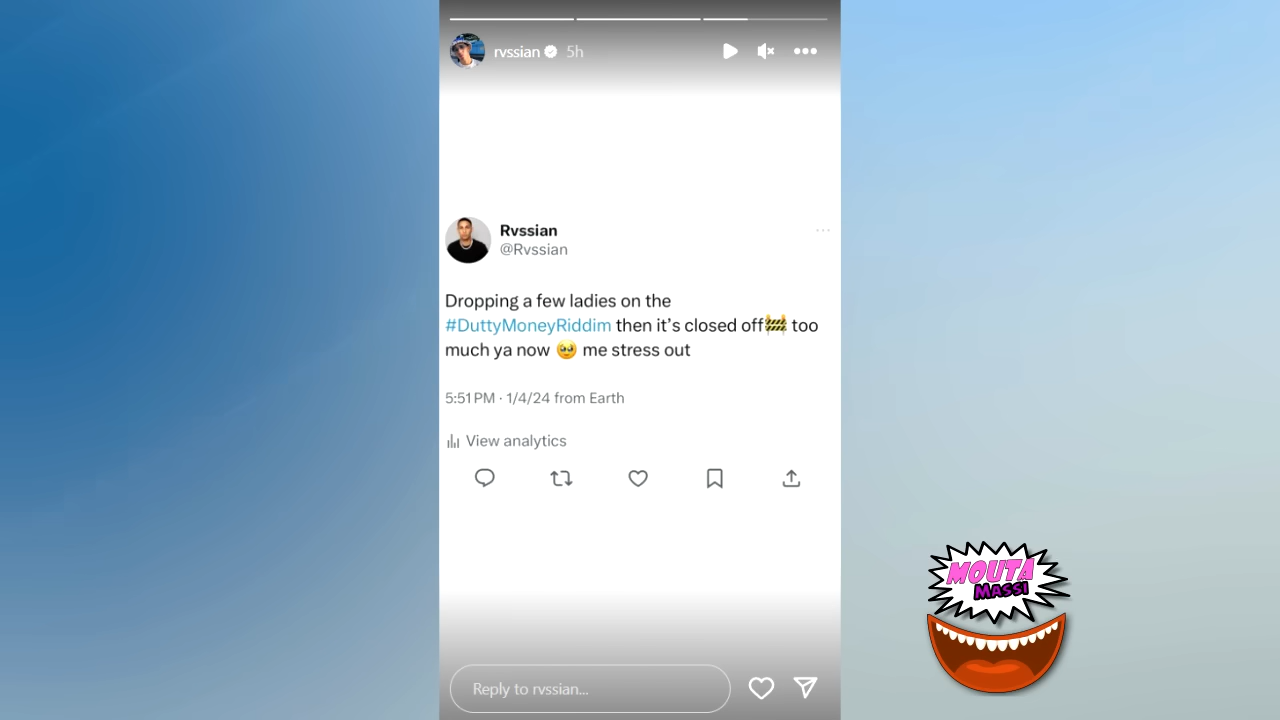 rvssian 5h
Rvssian
@Rvssian
Dropping a few ladies on the
#DuttyMoneyRiddim then it’s closed off🚧 too
much ya now 🥹 me stress out
5:51 PM · 1/4/24 from Earth
View analytics
Reply to rvssian...
MOUTA
MASSI